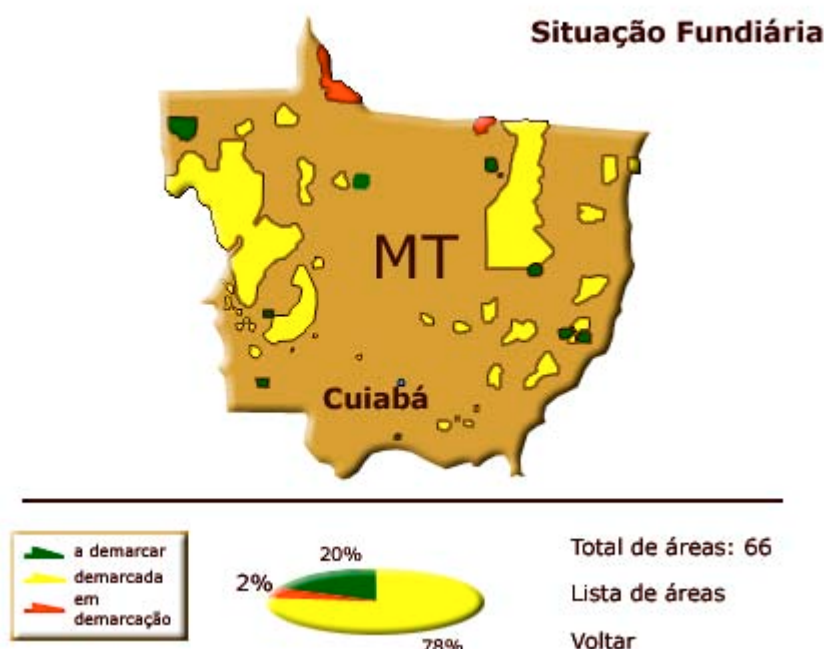 Situação Fundiária
MT
Cuiabá
a demarcar
demarcada
em
demarcação
20%
2%
78%
Total de áreas: 66
Lista de áreas
Voltar